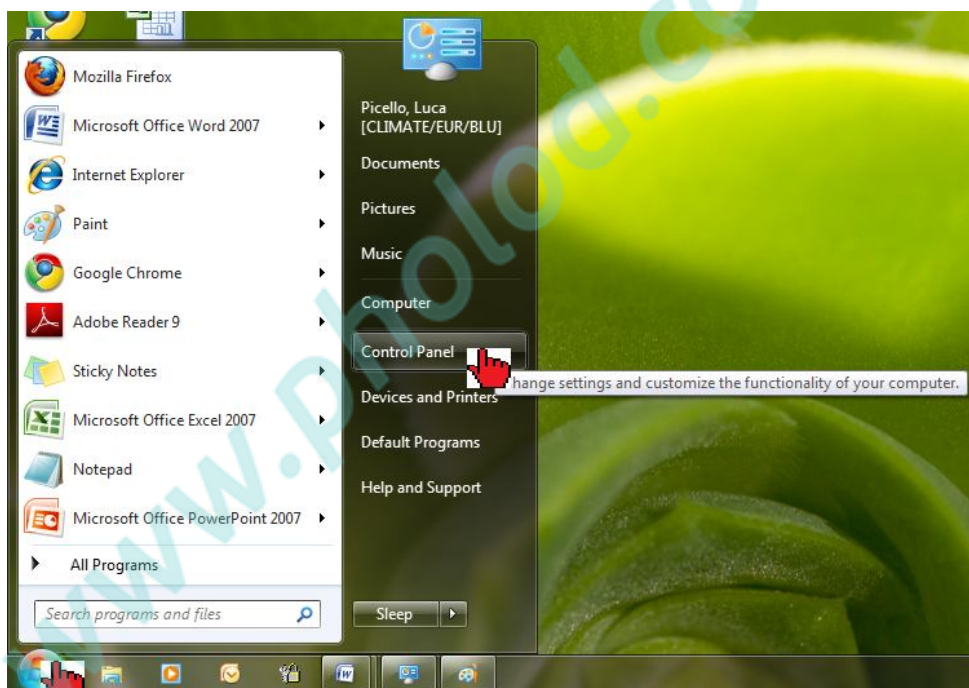 Mozilla Firefox
Microsoft Office Word 2007
Internet Explorer
Paint
Google Chrome
Adobe Reader 9
Sticky Notes
Microsoft Office Excel 2007
Notepad
Microsoft Office PowerPoint 2007
All Programs
Search programs and files
Picello, Luca
[CLIMATE/EUR/BLU]
Documents
Pictures
Music
Computer
Control Panel
hange settings and customize the functionality of your computer.
Devices and Printers
Default Programs
Help and Support
Sleep
www.pholod.co